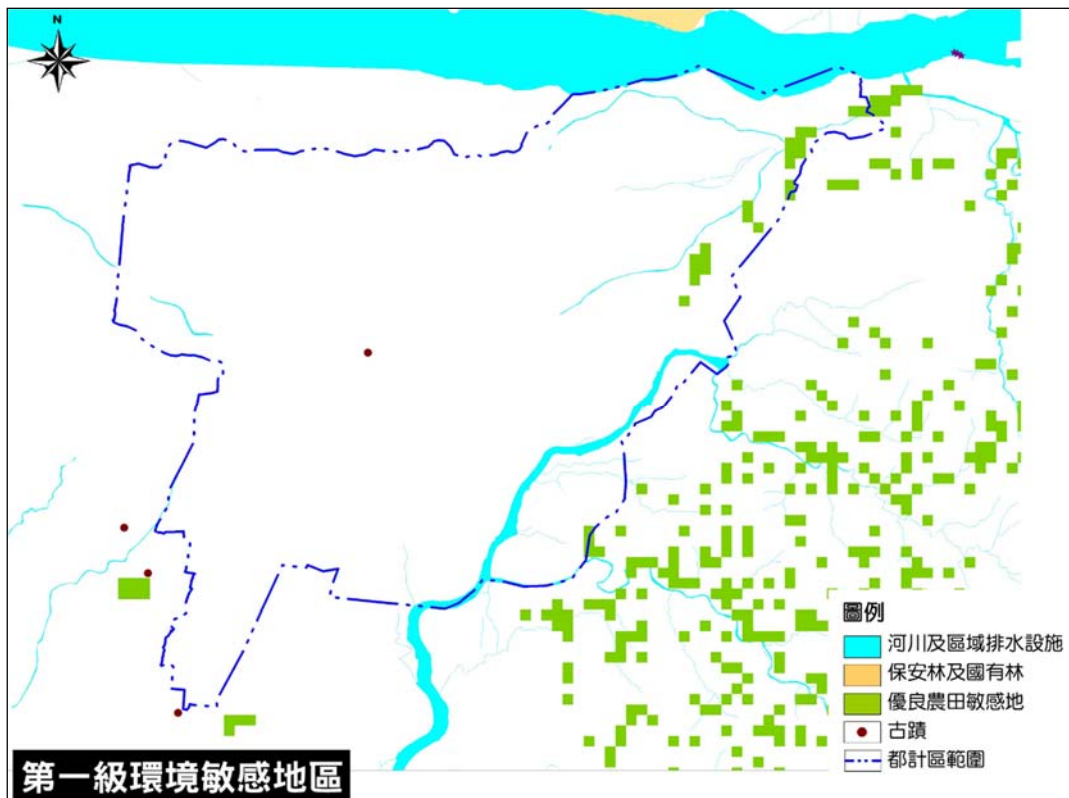 N
圖例
河川及區域排水設施
保安林及國有林
優良農田敏感地
古蹟
都計區範圍
第一級環境敏感地區